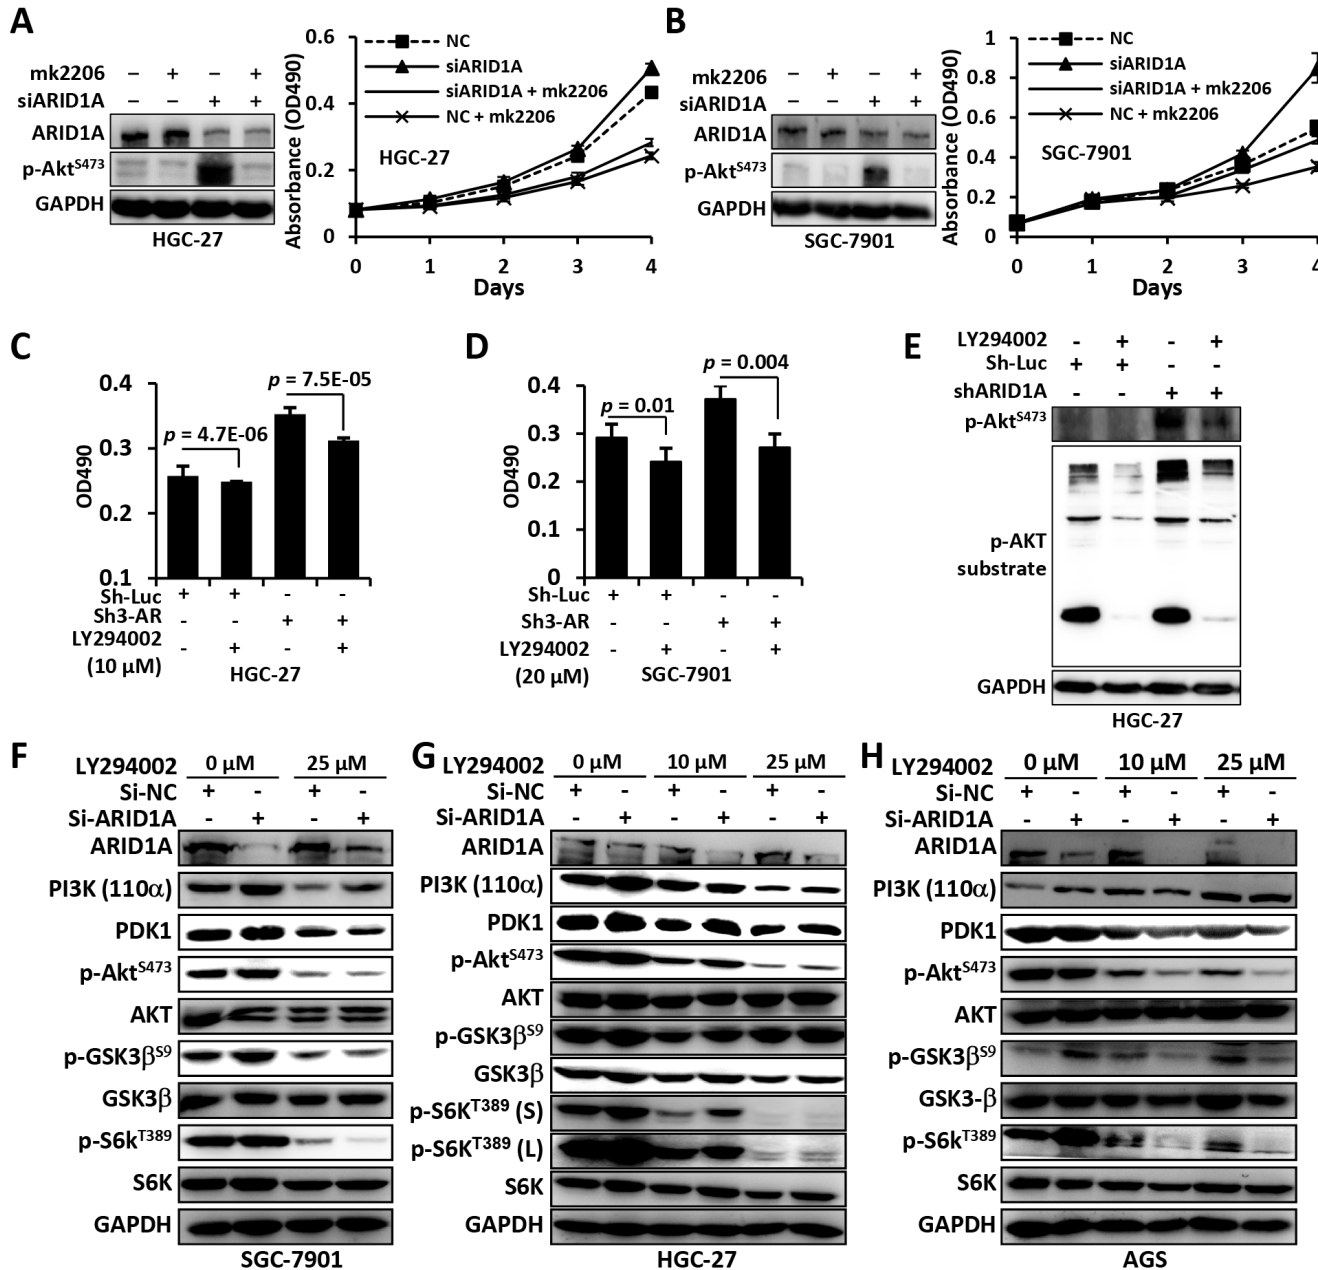 A
mk2206 – + – +
siARID1A – – + +
ARID1A
p-Akt^S473
GAPDH
HGC-27
Absorbance (OD490)
0.6
0.4
0.2
0
NC
siARID1A
siARID1A + mk2206
NC + mk2206
HGC-27
0 1 2 3 4
Days
B
mk2206 – + – +
siARID1A – – + +
ARID1A
p-Akt^S473
GAPDH
SGC-7901
Absorbance (OD490)
1
0.8
0.6
0.4
0.2
0
NC
siARID1A
siARID1A + mk2206
NC + mk2206
SGC-7901
0 1 2 3 4
Days
C
OD490
0.4
0.3
0.2
0.1
p = 4.7E-06
p = 7.5E-05
Sh-Luc + + - -
Sh3-AR - - + +
LY294002 - + - +
(10 µM)
HGC-27
D
OD490
0.4
0.3
0.2
0.1
0
p = 0.01
p = 0.004
Sh-Luc + + - -
Sh3-AR - - + +
LY294002 - + - +
(20 µM)
SGC-7901
E
LY294002 - + - +
Sh-Luc + + - -
shARID1A - - + +
p-Akt^S473
p-AKT
substrate
GAPDH
HGC-27
F
LY294002 0 µM 25 µM
Si-NC + - + -
Si-ARID1A - + - +
ARID1A
PI3K (110α)
PDK1
p-Akt^S473
AKT
p-GSK3β^S9
GSK3β
p-S6k^T389
S6K
GAPDH
SGC-7901
G
LY294002 0 µM 10 µM 25 µM
Si-NC + - + - + -
Si-ARID1A - + - + - +
ARID1A
PI3K (110α)
PDK1
p-Akt^S473
AKT
p-GSK3β^S9
GSK3β
p-S6K^T389 (S)
p-S6K^T389 (L)
S6K
GAPDH
HGC-27
H
LY294002 0 µM 10 µM 25 µM
Si-NC + - + - + -
Si-ARID1A - + - + - +
ARID1A
PI3K (110α)
PDK1
p-Akt^S473
AKT
p-GSK3β^S9
GSK3-β
p-S6k^T389
S6K
GAPDH
AGS